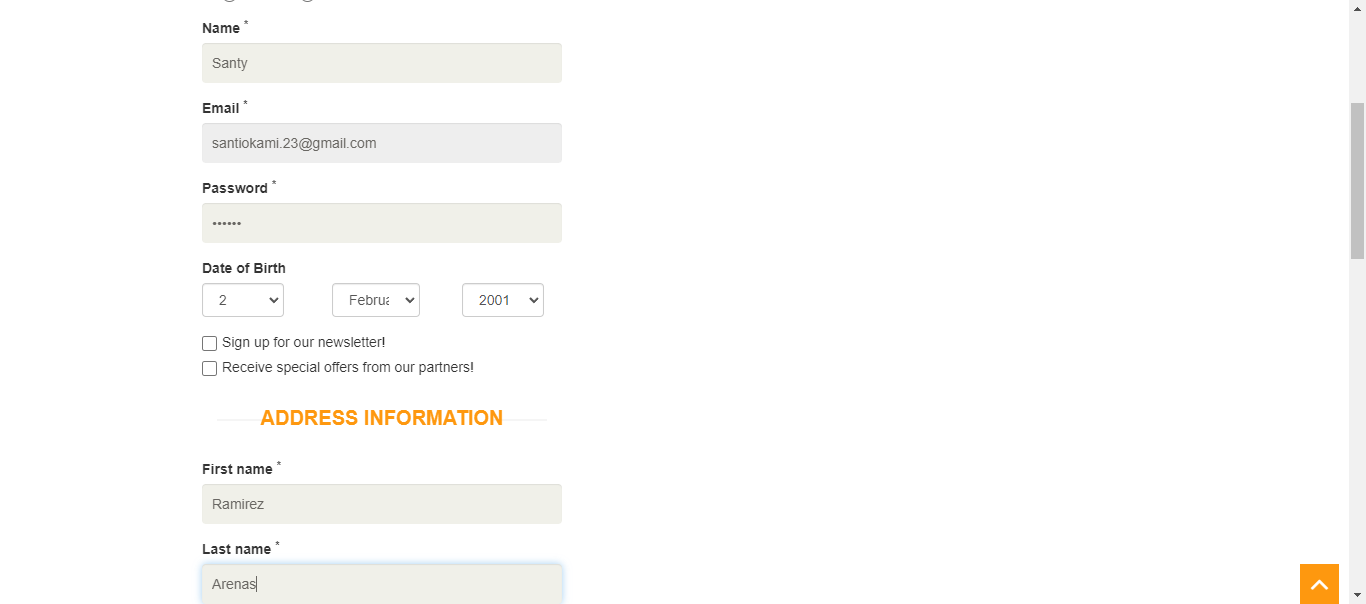 Name *
Santy
Email *
santiokami.23@gmail.com
Password *
••••••
Date of Birth
2 Februa 2001
Sign up for our newsletter!
Receive special offers from our partners!
ADDRESS INFORMATION
First name *
Ramirez
Last name *
Arenas